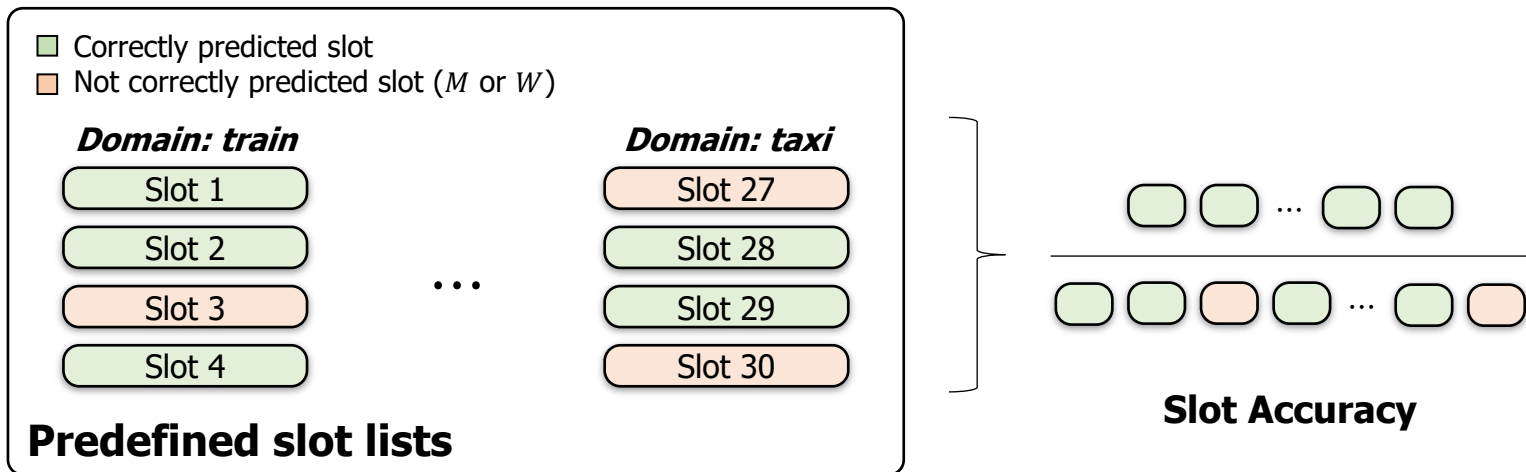 Correctly predicted slot
Not correctly predicted slot (M or W)
Domain: train
Slot 1
Slot 2
Slot 3
Slot 4
...
Domain: taxi
Slot 27
Slot 28
Slot 29
Slot 30
Predefined slot lists
...
...
Slot Accuracy